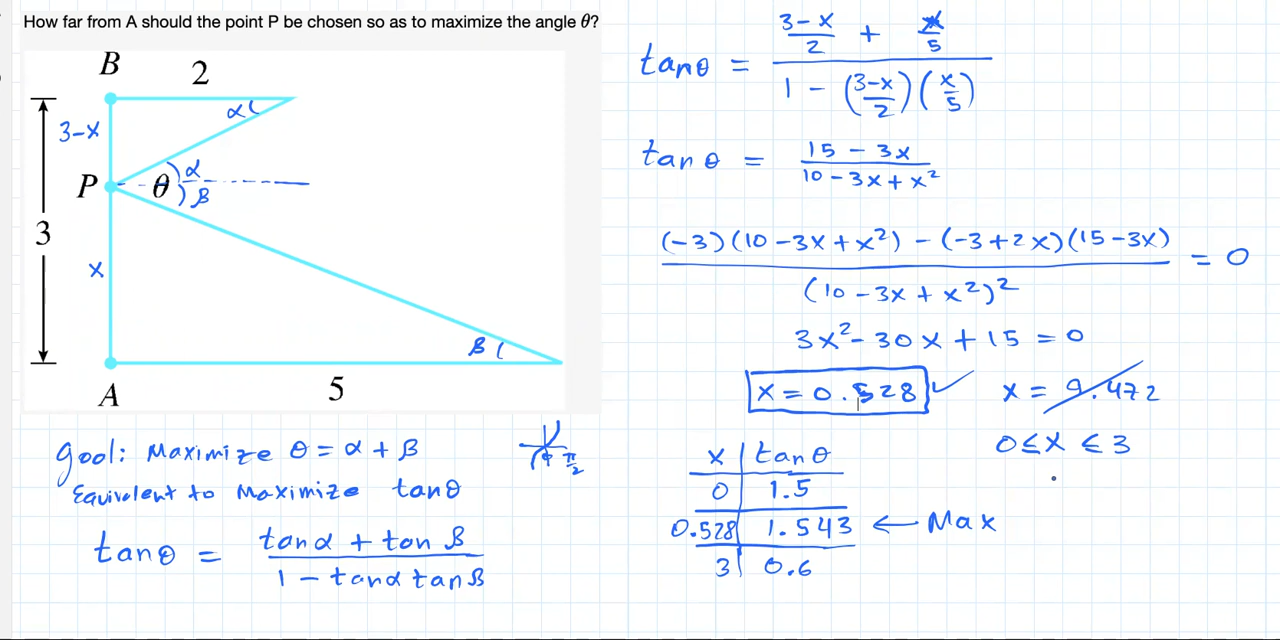 How far from A should the point P be chosen so as to maximize the angle θ?
B
2
α
3-x
P
θ
α
β
3
x
β
A
5
Goal: Maximize θ = α + β
Equivalent to Maximize tanθ
π/2
tanθ = (tanα + tanβ)/(1 - tanα tanβ)
tanθ = ((3-x)/2 + x/5)/(1 - ((3-x)/2)(x/5))
tanθ = (15 - 3x)/(10 - 3x + x²)
((-3)(10 - 3x + x²) - (-3 + 2x)(15 - 3x))/(10 - 3x + x²)² = 0
3x² - 30x + 15 = 0
x = 0.528 ✓ x = 9.472
0 ≤ x ≤ 3
x | tanθ
0 | 1.5
0.528 | 1.543 ← Max
3 | 0.6